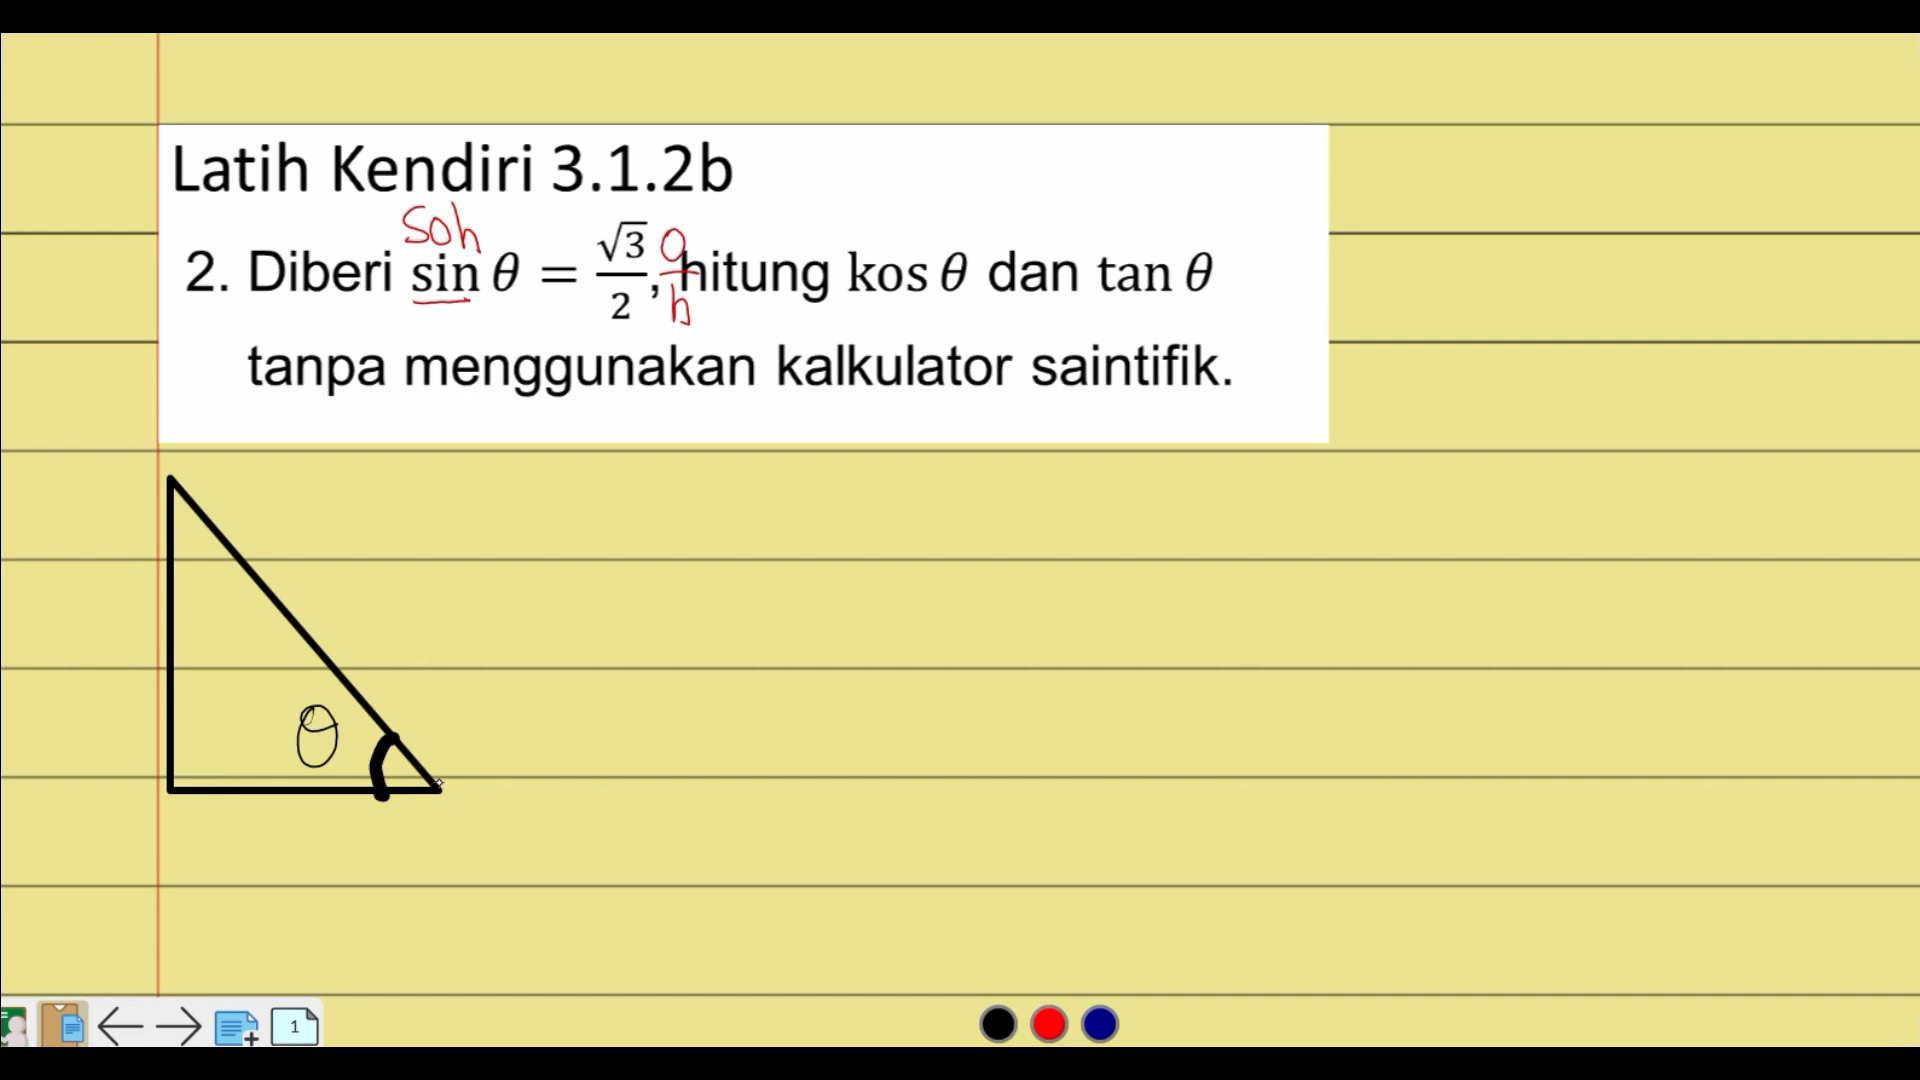 Latih Kendiri 3.1.2b
soh
2. Diberi sin θ = √3/2, hitung kos θ dan tan θ
o/h
tanpa menggunakan kalkulator saintifik.
θ
1